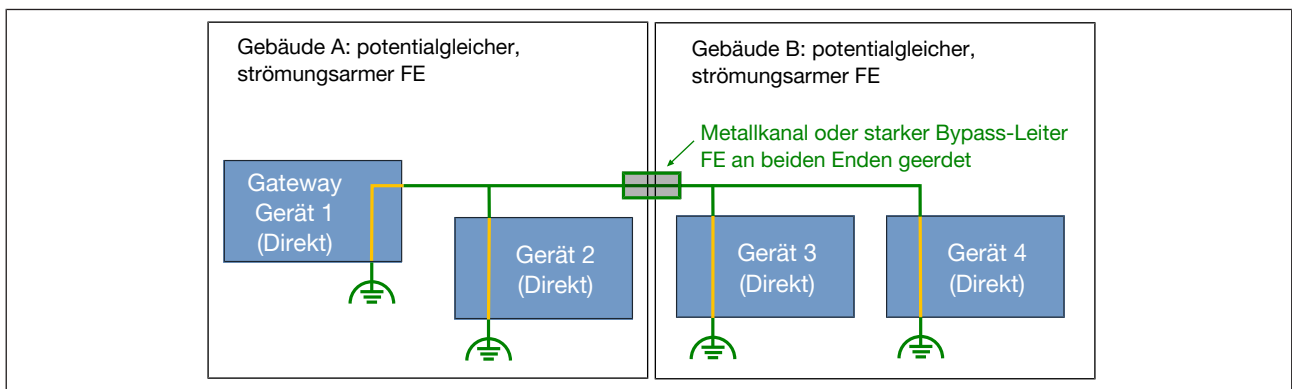 Gebäude A: potentialgleicher,
strömungsarmer FE
Gebäude B: potentialgleicher,
strömungsarmer FE
Metallkanal oder starker Bypass-Leiter
FE an beiden Enden geerdet
Gateway
Gerät 1
(Direkt)
Gerät 2
(Direkt)
Gerät 3
(Direkt)
Gerät 4
(Direkt)